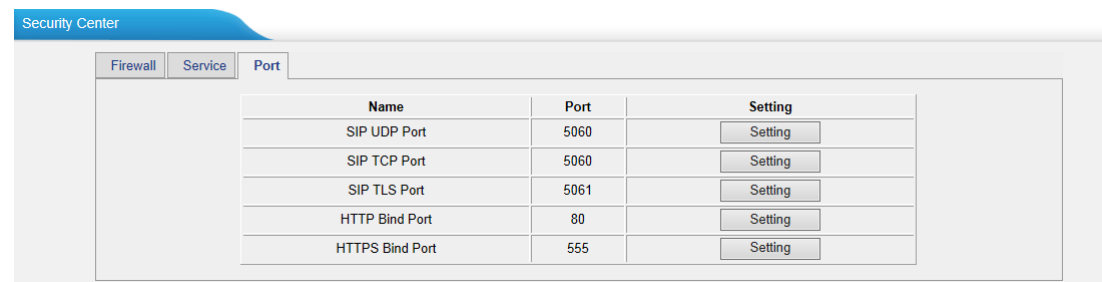 Security Center
Firewall Service Port
Name Port Setting
SIP UDP Port 5060 Setting
SIP TCP Port 5060 Setting
SIP TLS Port 5061 Setting
HTTP Bind Port 80 Setting
HTTPS Bind Port 555 Setting